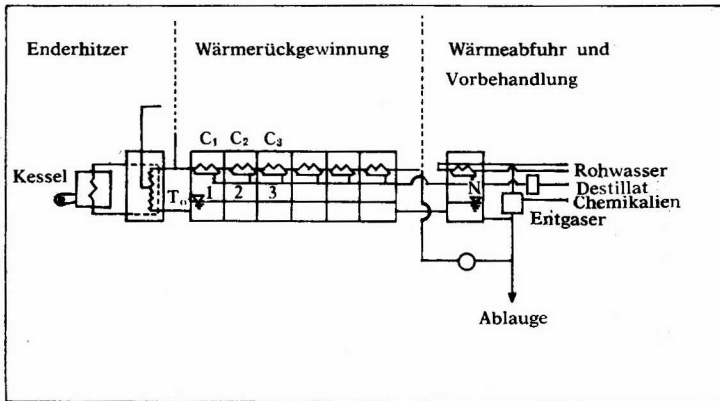 Enderhitzer
Wärmerückgewinnung
Wärmeabfuhr und
Vorbehandlung
C₁ C₂ C₃
Kessel
T₀ 1 2 3 N
Rohwasser
Destillat
Chemikalien
Entgaser
Ablauge